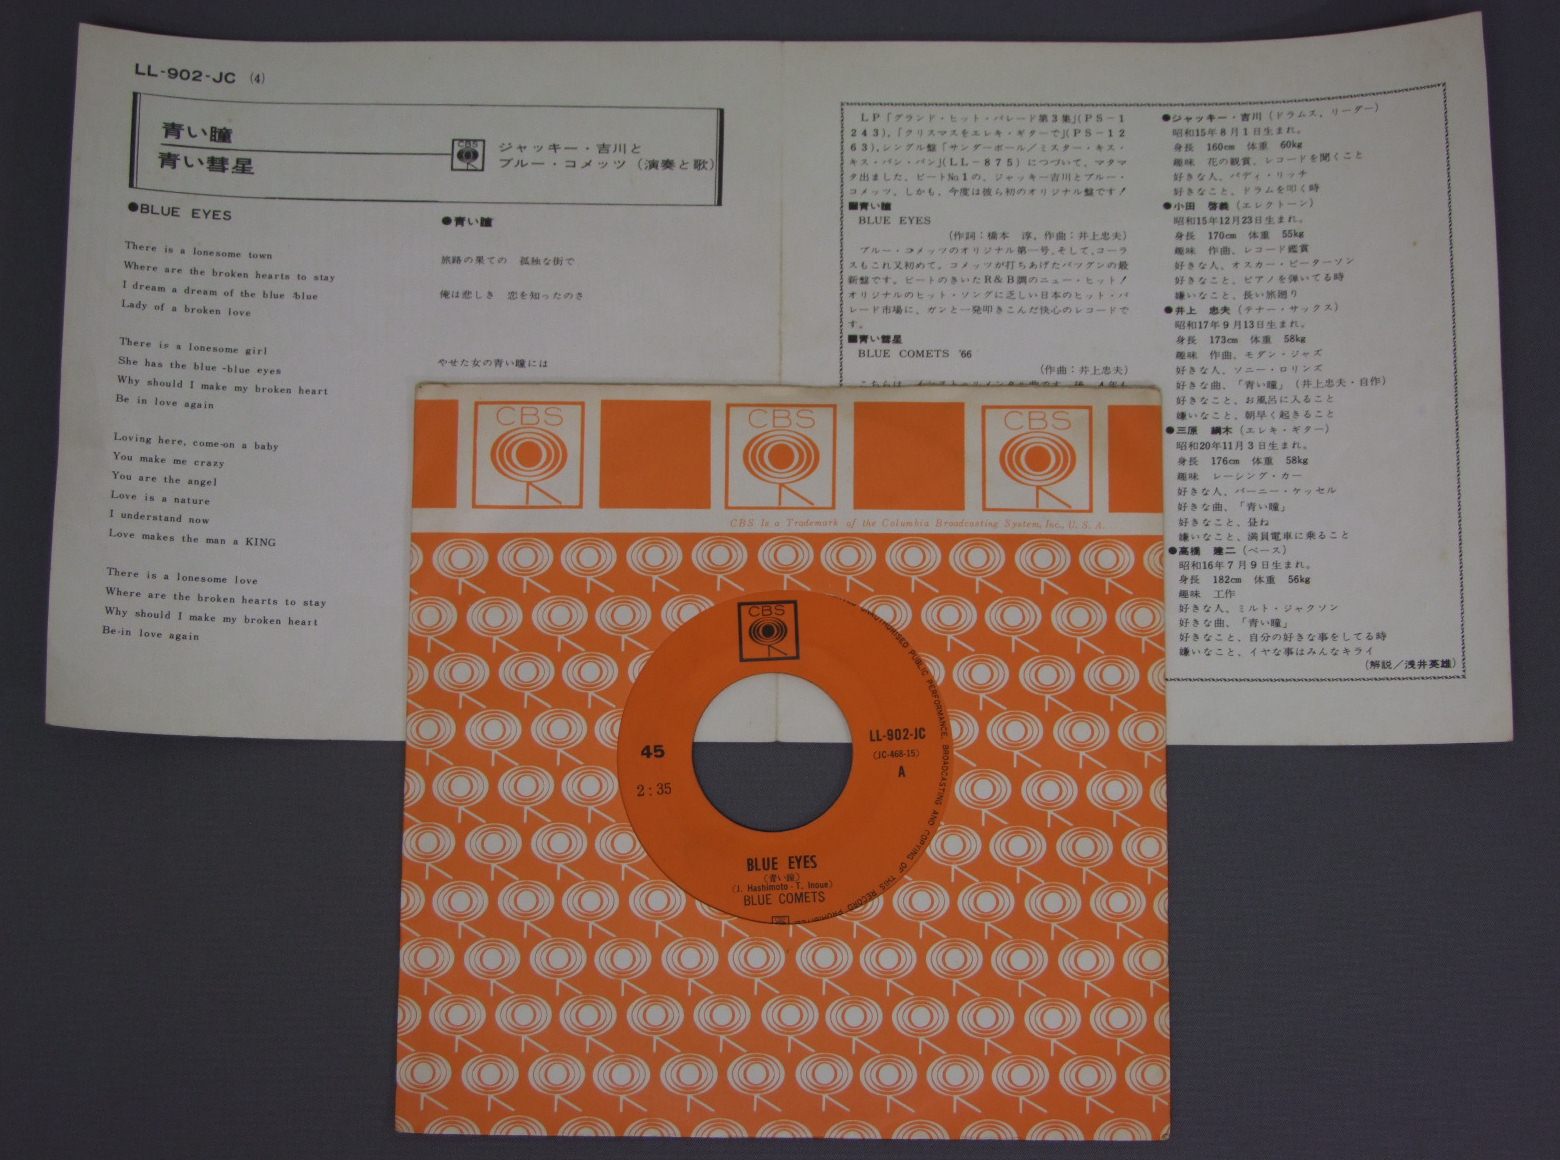 LL-902-JC (4)
青い瞳
青い彗星
CBS
ジャッキー・吉川と
ブルー・コメッツ(演奏と歌)
●BLUE EYES
There is a lonesome town
Where are the broken hearts to stay
I dream a dream of the blue -blue
Lady of a broken love
There is a lonesome girl
She has the blue -blue eyes
Why should I make my broken heart
Be in love again
Loving here, come-on a baby
You make me crazy
You are the angel
Love is a nature
I understand now
Love makes the man a KING
There is a lonesome love
Where are the broken hearts to stay
Why should I make my broken heart
Be-in love again
●青い瞳
旅路の果ての 孤独な街で
俺は悲しき 恋を知ったのさ
やせた女の青い瞳には
LP「グランド・ヒット・パレード第3集」(PS-1
243)、「クリスマスをエレキ・ギターで」(PS-12
63)、シングル盤「サンダーボール/ミスター・キス・
キス・バン・バン」(LL-875)につづいて、マタマ
タ出ました、ビートNo.1の、ジャッキー吉川とブルー・
コメッツ。しかも、今度は彼ら初のオリジナル盤です!
■青い瞳
BLUE EYES
(作詞:橋本 淳,作曲:井上忠夫)
ブルー・コメッツのオリジナル第一号、そして、コーラ
スもこれ又初めて。コメッツが打ちあげたバツグンの最
新盤です。ビートのきいたR&B調のニュー・ヒット!
オリジナルのヒット・ソングに乏しい日本のヒット・パ
レード市場に、ガンと一発叩きこんだ快心のレコードで
す。
■青い彗星
BLUE COMETS '66
(作曲:井上忠夫)
●ジャッキー・吉川(ドラムス,リーダー)
昭和15年8月1日生まれ。
身長 160cm 体重 60kg
趣味 花の観賞、レコードを聞くこと
好きな人、バディ・リッチ
好きなこと、ドラムを叩く時
●小田 啓義(エレクトーン)
昭和15年12月23日生まれ。
身長 170cm 体重 55kg
趣味 作曲、レコード鑑賞
好きな人、オスカー・ピーターソン
好きなこと、ピアノを弾いてる時
嫌いなこと、長い旅廻り
●井上 忠夫(テナー・サックス)
昭和17年9月13日生まれ。
身長 173cm 体重 58kg
趣味 作曲、モダン・ジャズ
好きな人、ソニー・ロリンズ
好きな曲、「青い瞳」(井上忠夫・自作)
好きなこと、お風呂に入ること
嫌いなこと、朝早く起きること
●三原 綱木(エレキ・ギター)
昭和20年11月3日生まれ。
身長 176cm 体重 58kg
趣味 レーシング・カー
好きな人、バーニー・ケッセル
好きな曲、「青い瞳」
好きなこと、昼ね
嫌いなこと、満員電車に乗ること
●高橋 健二(ベース)
昭和16年7月9日生まれ。
身長 182cm 体重 56kg
趣味 工作
好きな人、ミルト・ジャクソン
好きな曲、「青い瞳」
好きなこと、自分の好きな事をしてる時
嫌いなこと、イヤな事はみんなキライ
(解説/浅井英雄)
CBS
CBS
CBS
CBS Is a Trademark of the Columbia Broadcasting System, Inc., U. S. A.
CBS
UNAUTHORISED PUBLIC PERFORMANCE, BROADCASTING AND COPYING OF THIS RECORD PROHIBITED
45
2:35
LL-902-JC
(JC-468-15)
A
BLUE EYES
(青い瞳)
(J. Hashimoto - T. Inoue)
BLUE COMETS